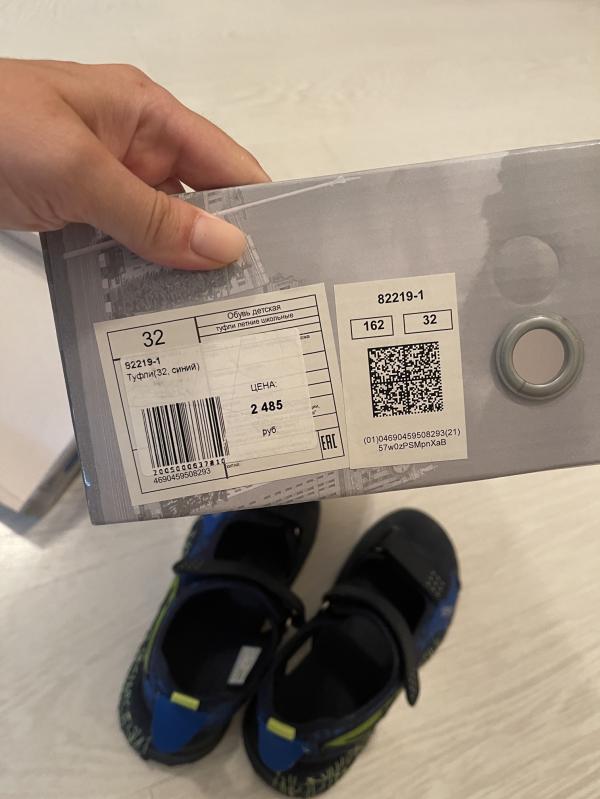 32
Обувь детская
туфли летние школьные
82219-1
Туфли(32, синий)
ЦЕНА:
2 485
руб
4690459508293
EAC
82219-1
162
32
(01)04690459508293(21)
57w0zPSMpnXaB